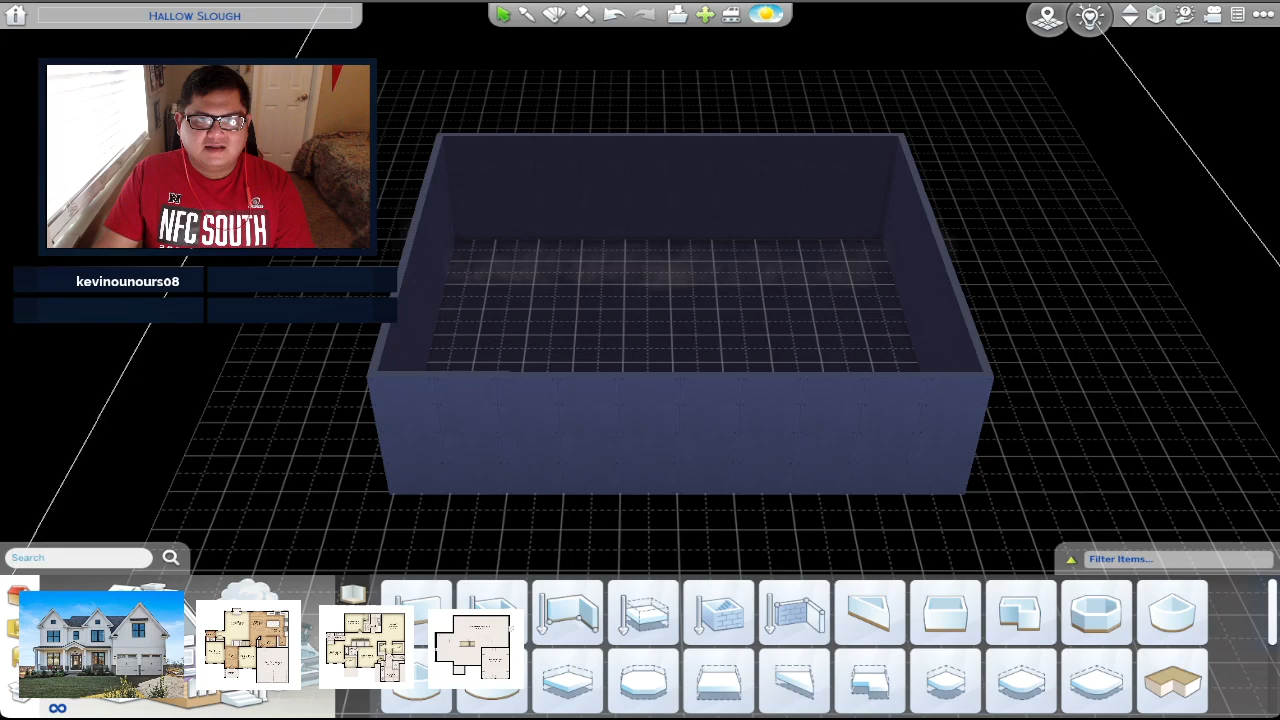 HALLOW SLOUGH
NFC SOUTH
kevinounours08
Search
Filter Items...